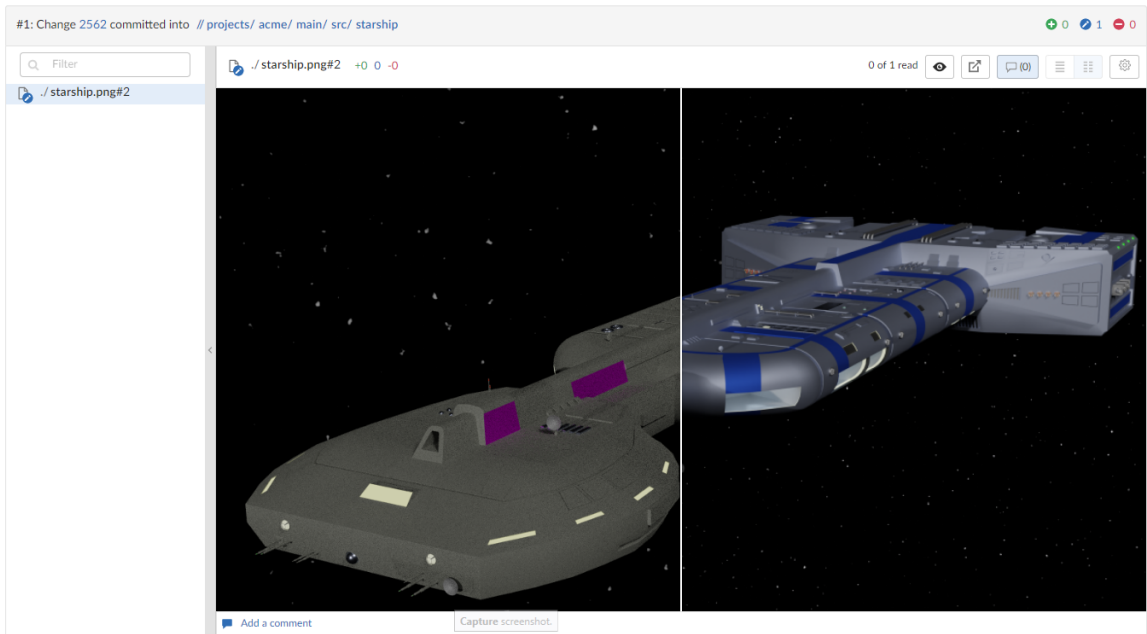 #1: Change 2562 committed into // projects/ acme/ main/ src/ starship
0 1 0
Filter
./ starship.png#2 +0 0 -0
0 of 1 read
(0)
./ starship.png#2
Add a comment
Capture screenshot.